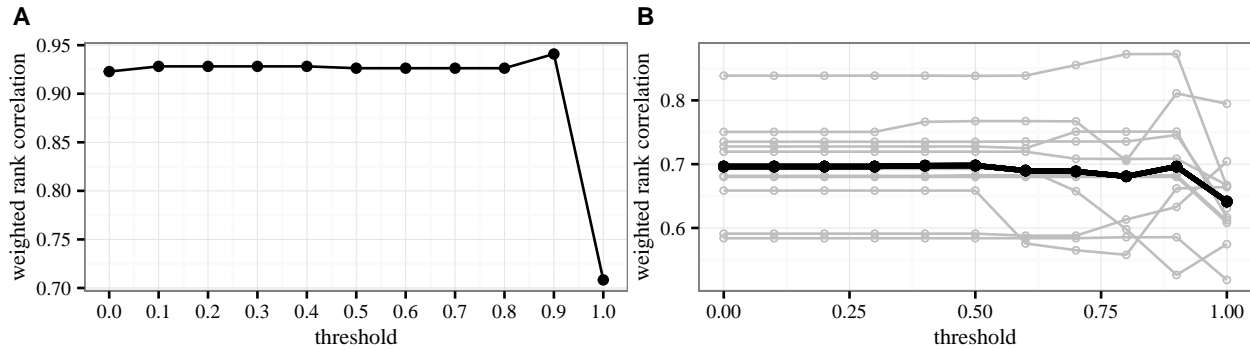 A
weighted rank correlation
0.95
0.90
0.85
0.80
0.75
0.70
0.0 0.1 0.2 0.3 0.4 0.5 0.6 0.7 0.8 0.9 1.0
threshold
B
weighted rank correlation
0.8
0.7
0.6
0.00 0.25 0.50 0.75 1.00
threshold